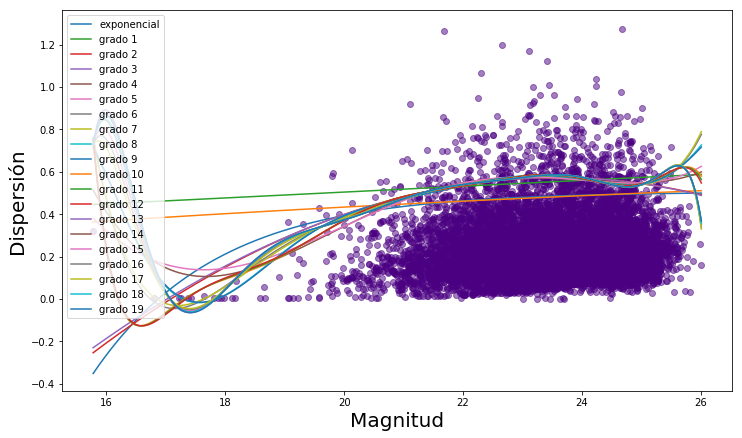 exponencial
grado 1
grado 2
grado 3
grado 4
grado 5
grado 6
grado 7
grado 8
grado 9
grado 10
grado 11
grado 12
grado 13
grado 14
grado 15
grado 16
grado 17
grado 18
grado 19
1.2
1.0
0.8
0.6
0.4
0.2
0.0
−0.2
−0.4
Dispersión
16 18 20 22 24 26
Magnitud